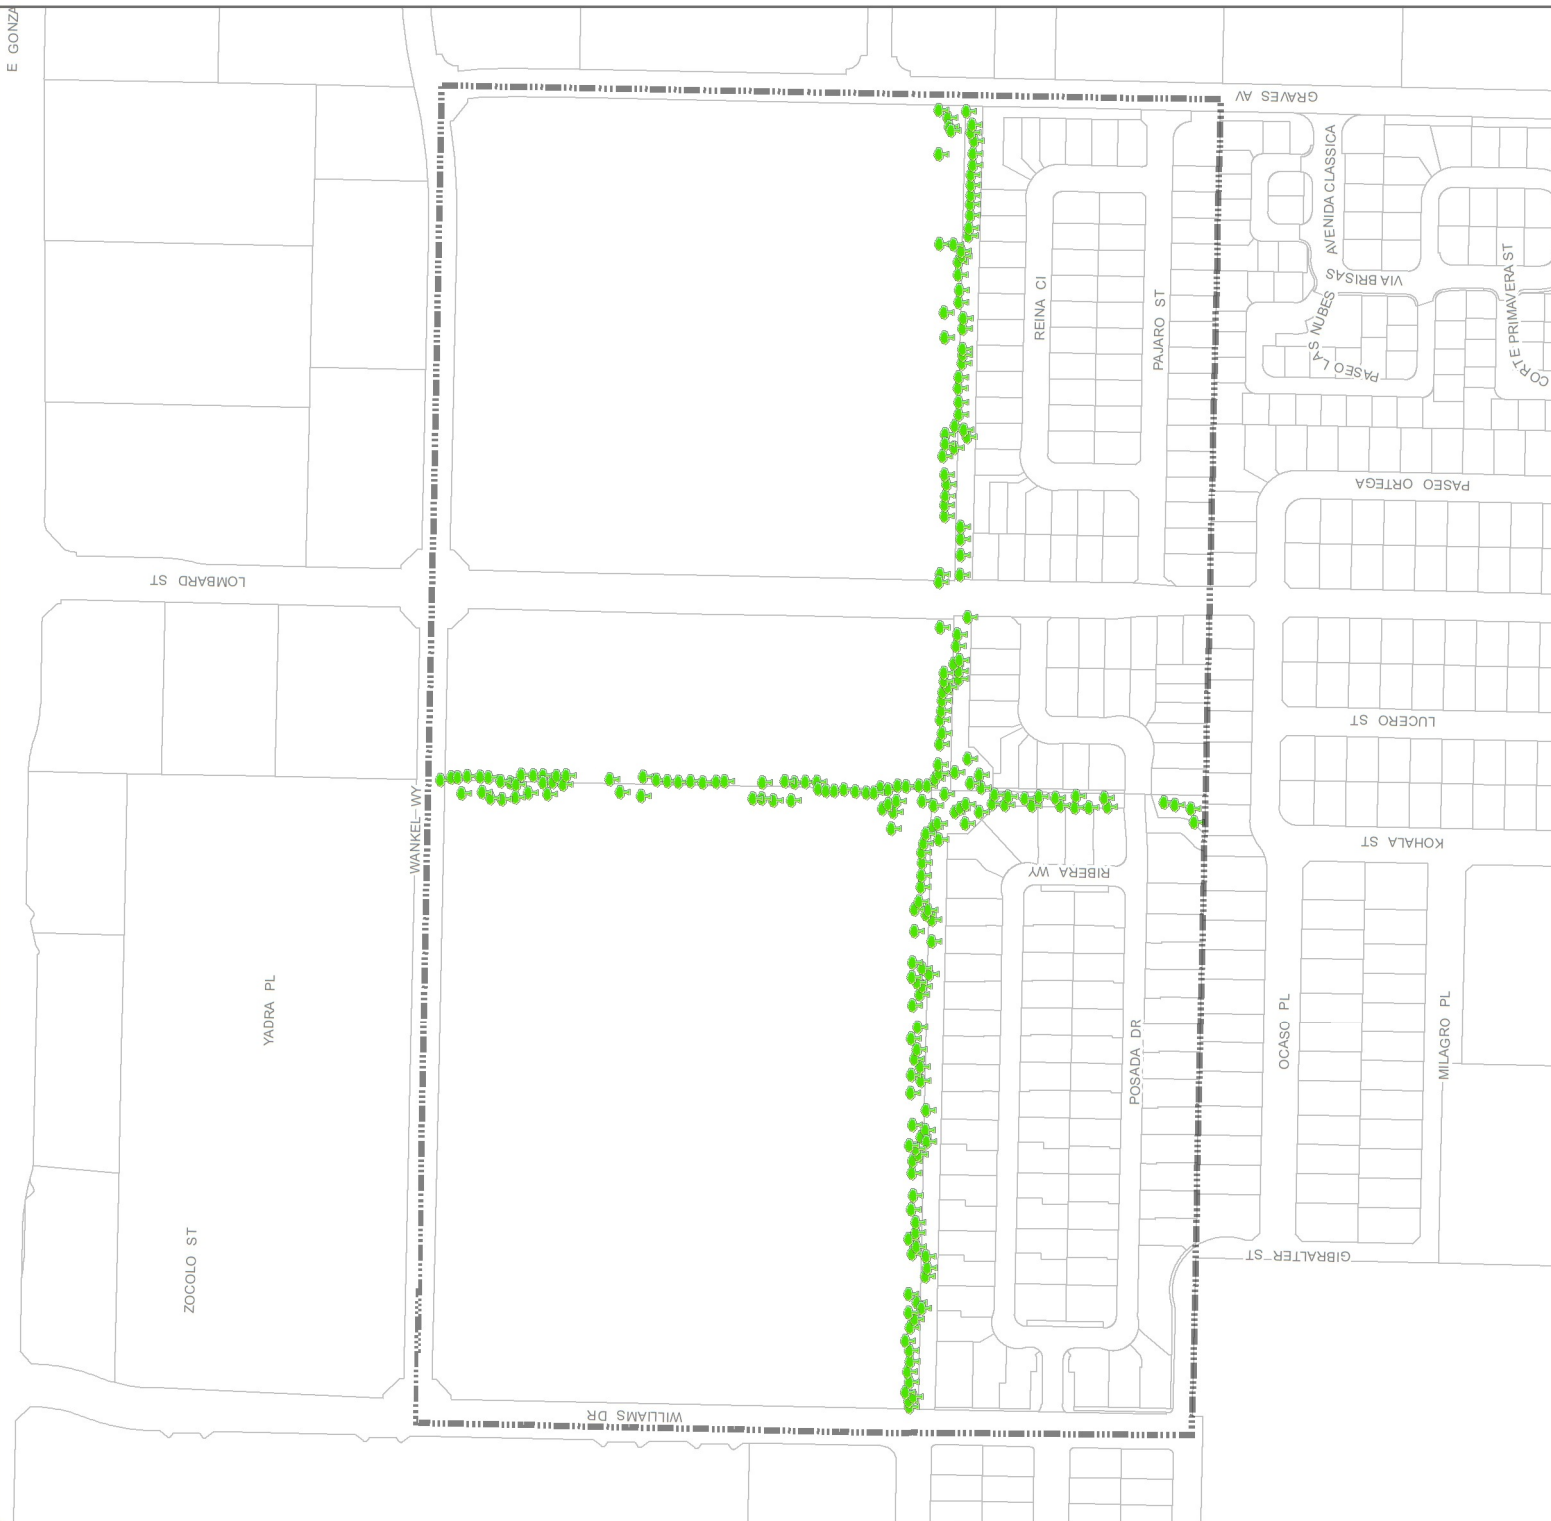 E GONZA
GRAVES AV
AVENIDA CLASSICA
VIA BRISAS
CORTE PRIMAVERA ST
REINA CI
PAJARO ST
PASEO LAS NUBES
PASEO ORTEGA
LOMBARD ST
LUCERO ST
WANKEL WY
KOHALA ST
RIBERA WY
YADRA PL
OCASO PL
MILAGRO PL
POSADA DR
ZOCOLO ST
GIBRALTER ST
WILLIAMS DR